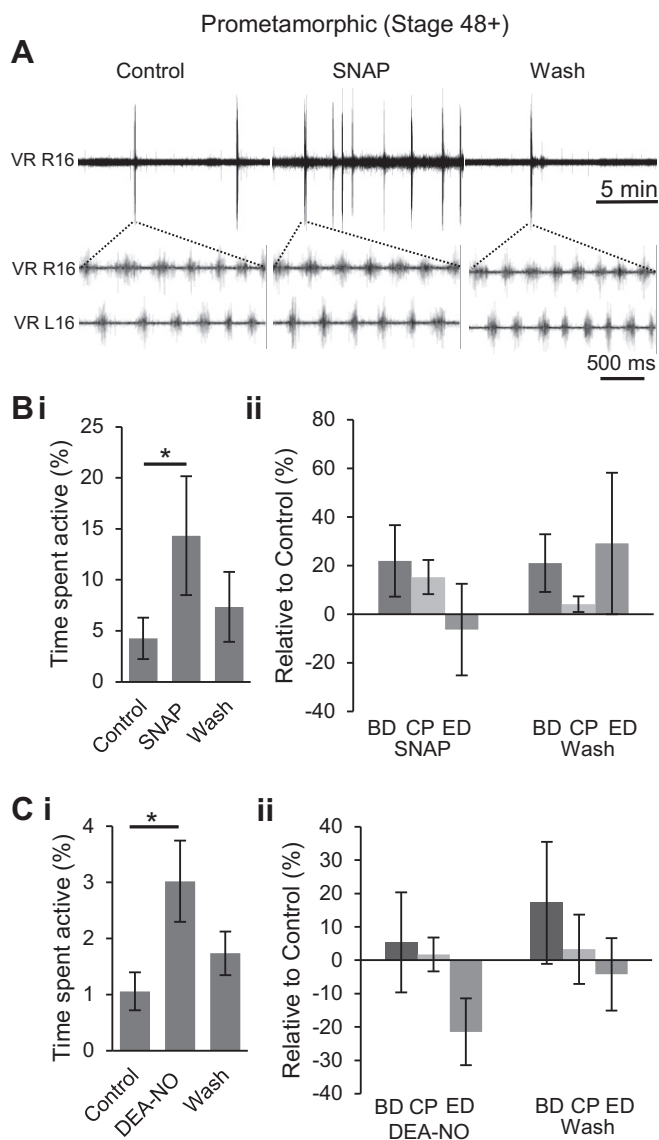 Prometamorphic (Stage 48+)
A
Control SNAP Wash
VR R16
5 min
VR R16
VR L16
500 ms
B i
Time spent active (%)
25
20
15
10
5
0
*
Control SNAP Wash
ii
Relative to Control (%)
80
60
40
20
0
-20
-40
BD CP ED BD CP ED
SNAP Wash
C i
Time spent active (%)
4
3
2
1
0
*
Control DEA-NO Wash
ii
Relative to Control (%)
40
30
20
10
0
-10
-20
-30
-40
BD CP ED BD CP ED
DEA-NO Wash